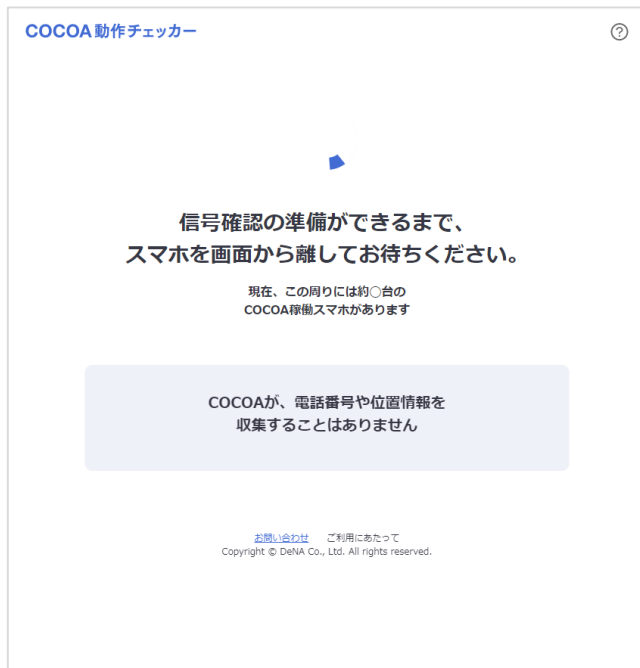 COCOA動作チェッカー
?
信号確認の準備ができるまで、
スマホを画面から離してお待ちください。
現在、この周りには約○台の
COCOA稼働スマホがあります
COCOAが、電話番号や位置情報を
収集することはありません
お問い合わせ ご利用にあたって
Copyright © DeNA Co., Ltd. All rights reserved.